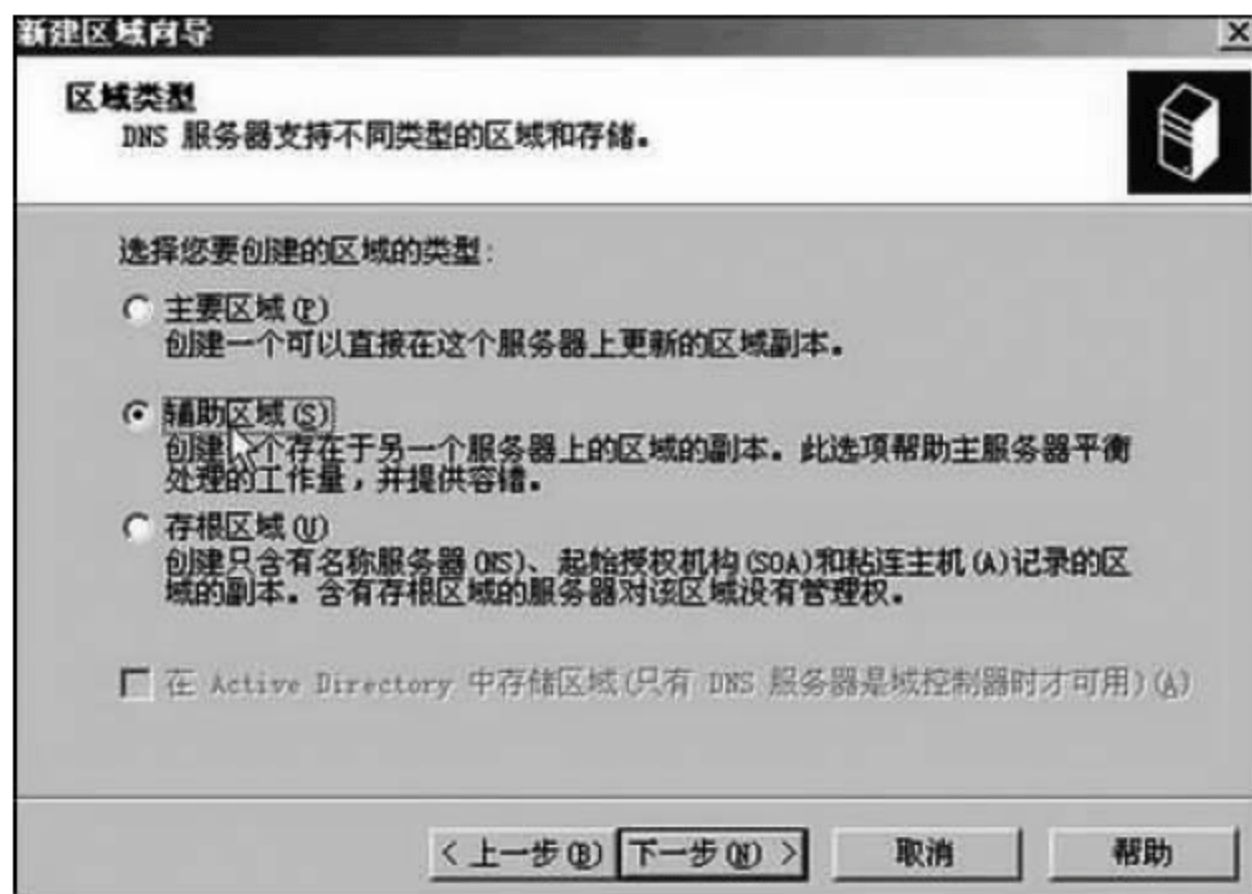 新建区域向导
区域类型
DNS 服务器支持不同类型的区域和存储。
选择您要创建的区域的类型:
主要区域(P)
创建一个可以直接在这个服务器上更新的区域副本。
辅助区域(S)
创建一个存在于另一个服务器上的区域的副本。此选项帮助主服务器平衡
处理的工作量，并提供容错。
存根区域(U)
创建只含有名称服务器(NS)、起始授权机构(SOA)和粘连主机(A)记录的区
域的副本。含有存根区域的服务器对该区域没有管理权。
在 Active Directory 中存储区域(只有 DNS 服务器是域控制器时才可用)(A)
< 上一步(B) 下一步(N) > 取消 帮助